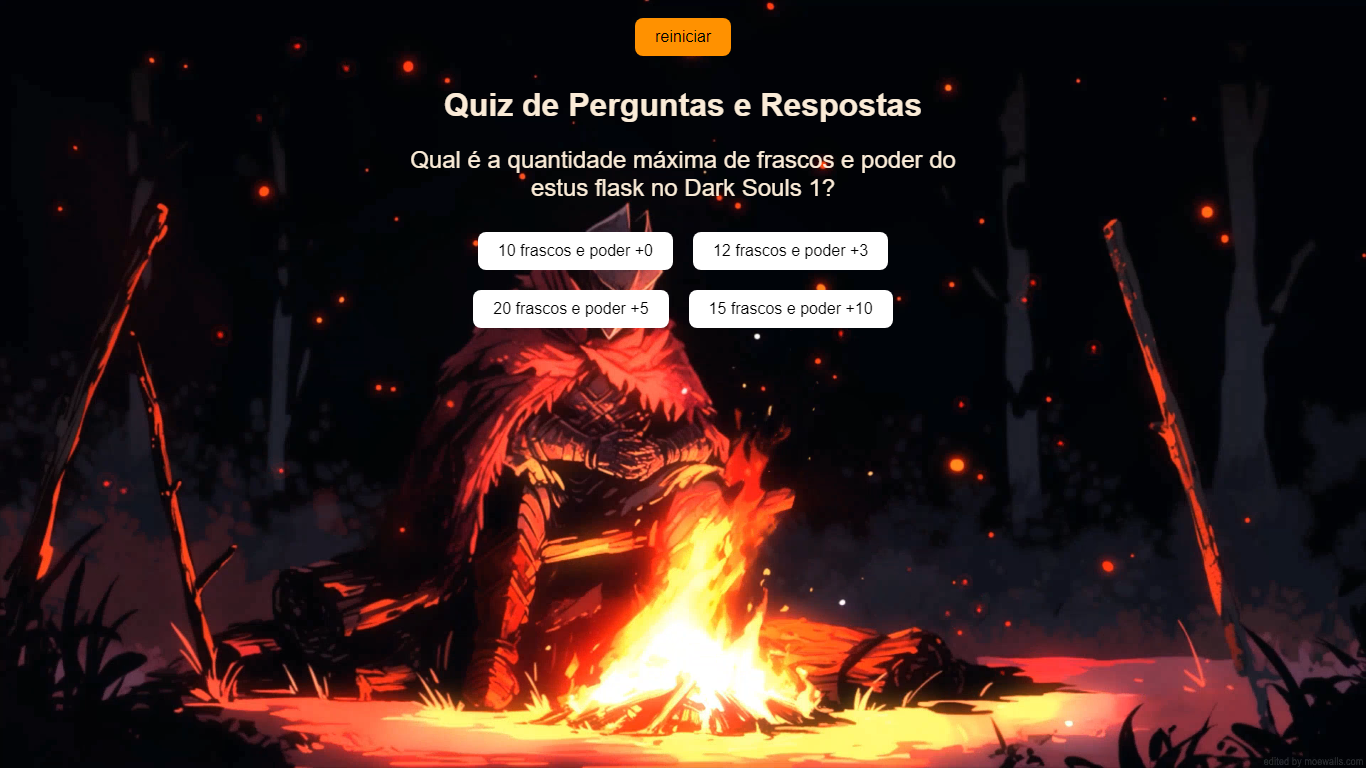 reiniciar
Quiz de Perguntas e Respostas
Qual é a quantidade máxima de frascos e poder do
estus flask no Dark Souls 1?
10 frascos e poder +0
12 frascos e poder +3
20 frascos e poder +5
15 frascos e poder +10
edited by moewalls.com